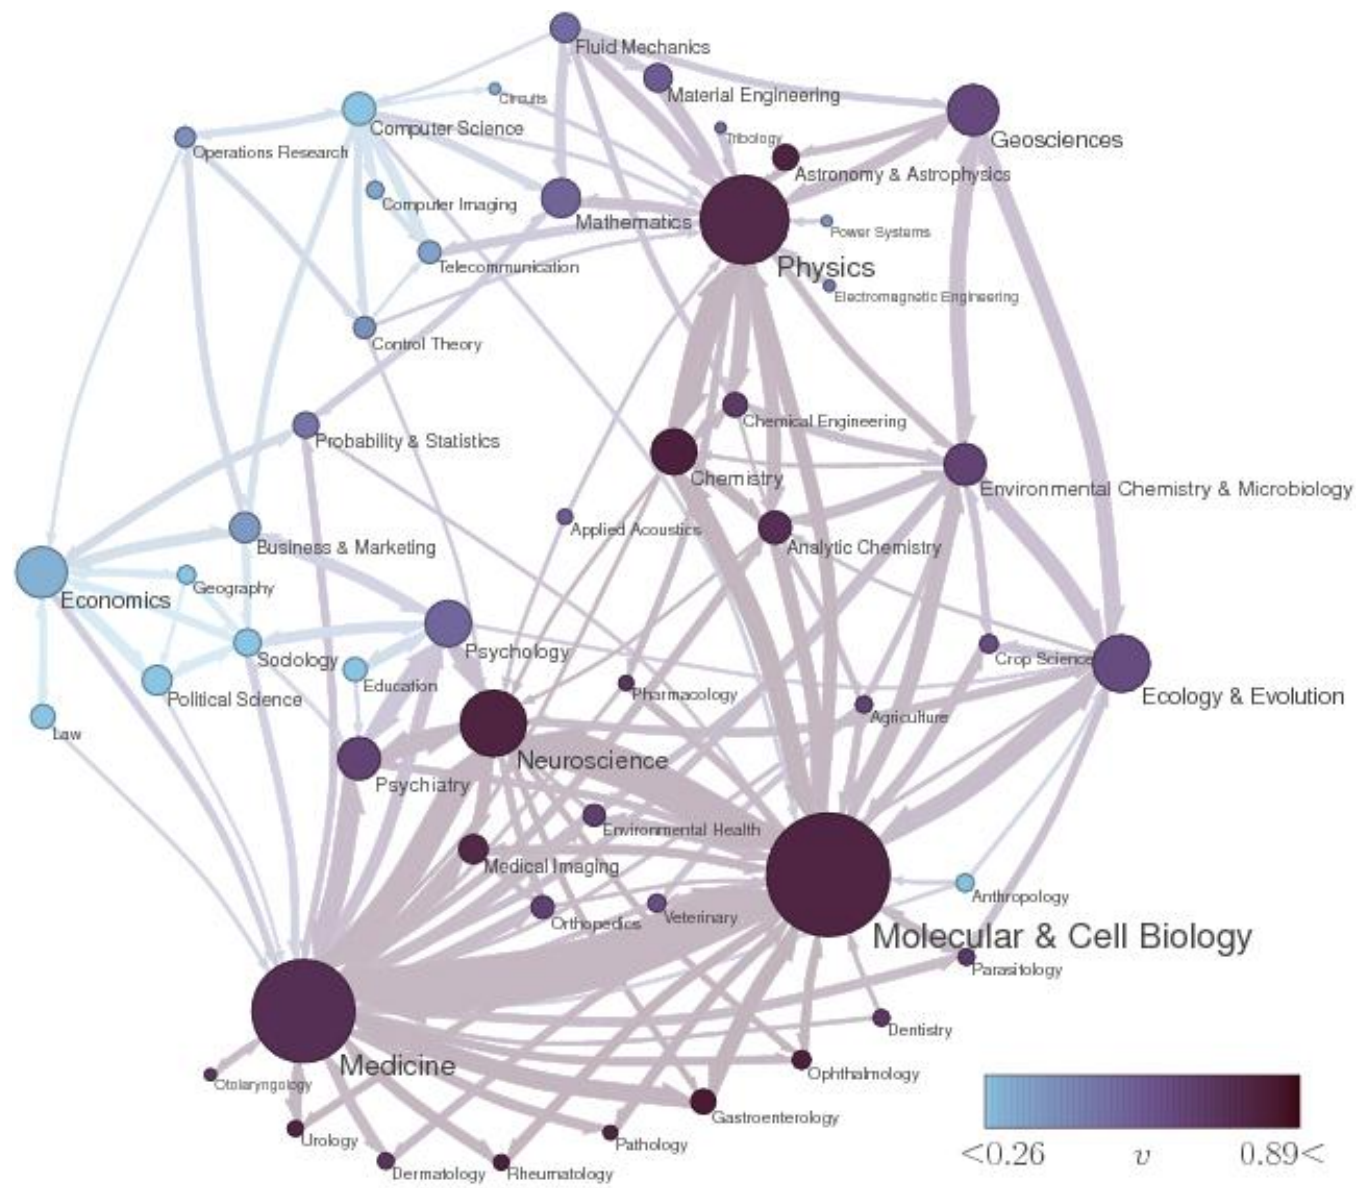 Fluid Mechanics
Material Engineering
Circuits
Computer Science
Tribology
Geosciences
Operations Research
Astronomy & Astrophysics
Computer Imaging
Mathematics
Power Systems
Physics
Telecommunication
Electromagnetic Engineering
Control Theory
Chemical Engineering
Probability & Statistics
Chemistry
Environmental Chemistry & Microbiology
Applied Acoustics
Business & Marketing
Analytic Chemistry
Geography
Economics
Psychology
Sociology
Crop Science
Education
Pharmacology
Political Science
Ecology & Evolution
Agriculture
Law
Neuroscience
Psychiatry
Environmental Health
Medical Imaging
Anthropology
Orthopedics
Veterinary
Molecular & Cell Biology
Parasitology
Dentistry
Medicine
Ophthalmology
Otolaryngology
Gastroenterology
Urology
Pathology
Dermatology
Rheumatology
<0.26 v 0.89<